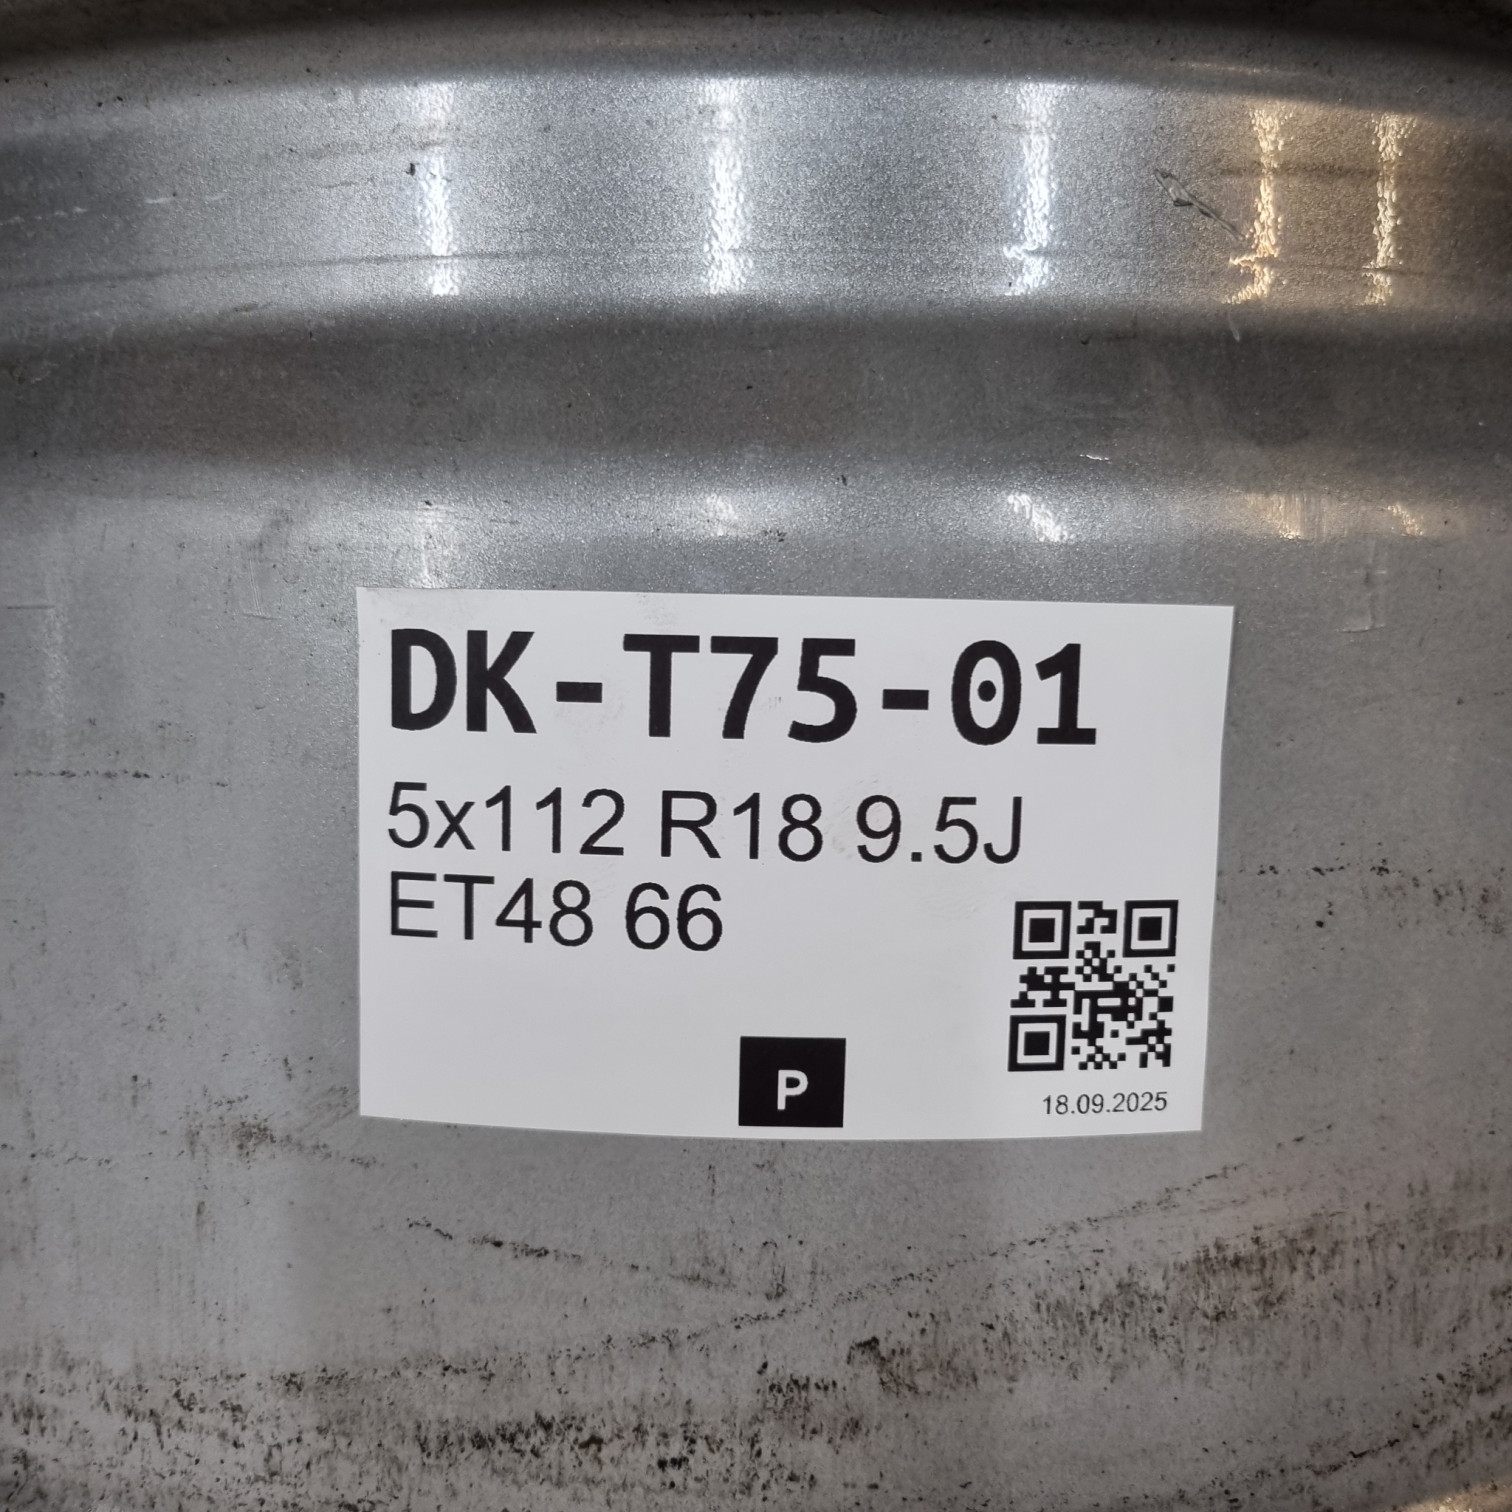 DK-T75-01
5x112 R18 9.5J
ET48 66
P
18.09.2025